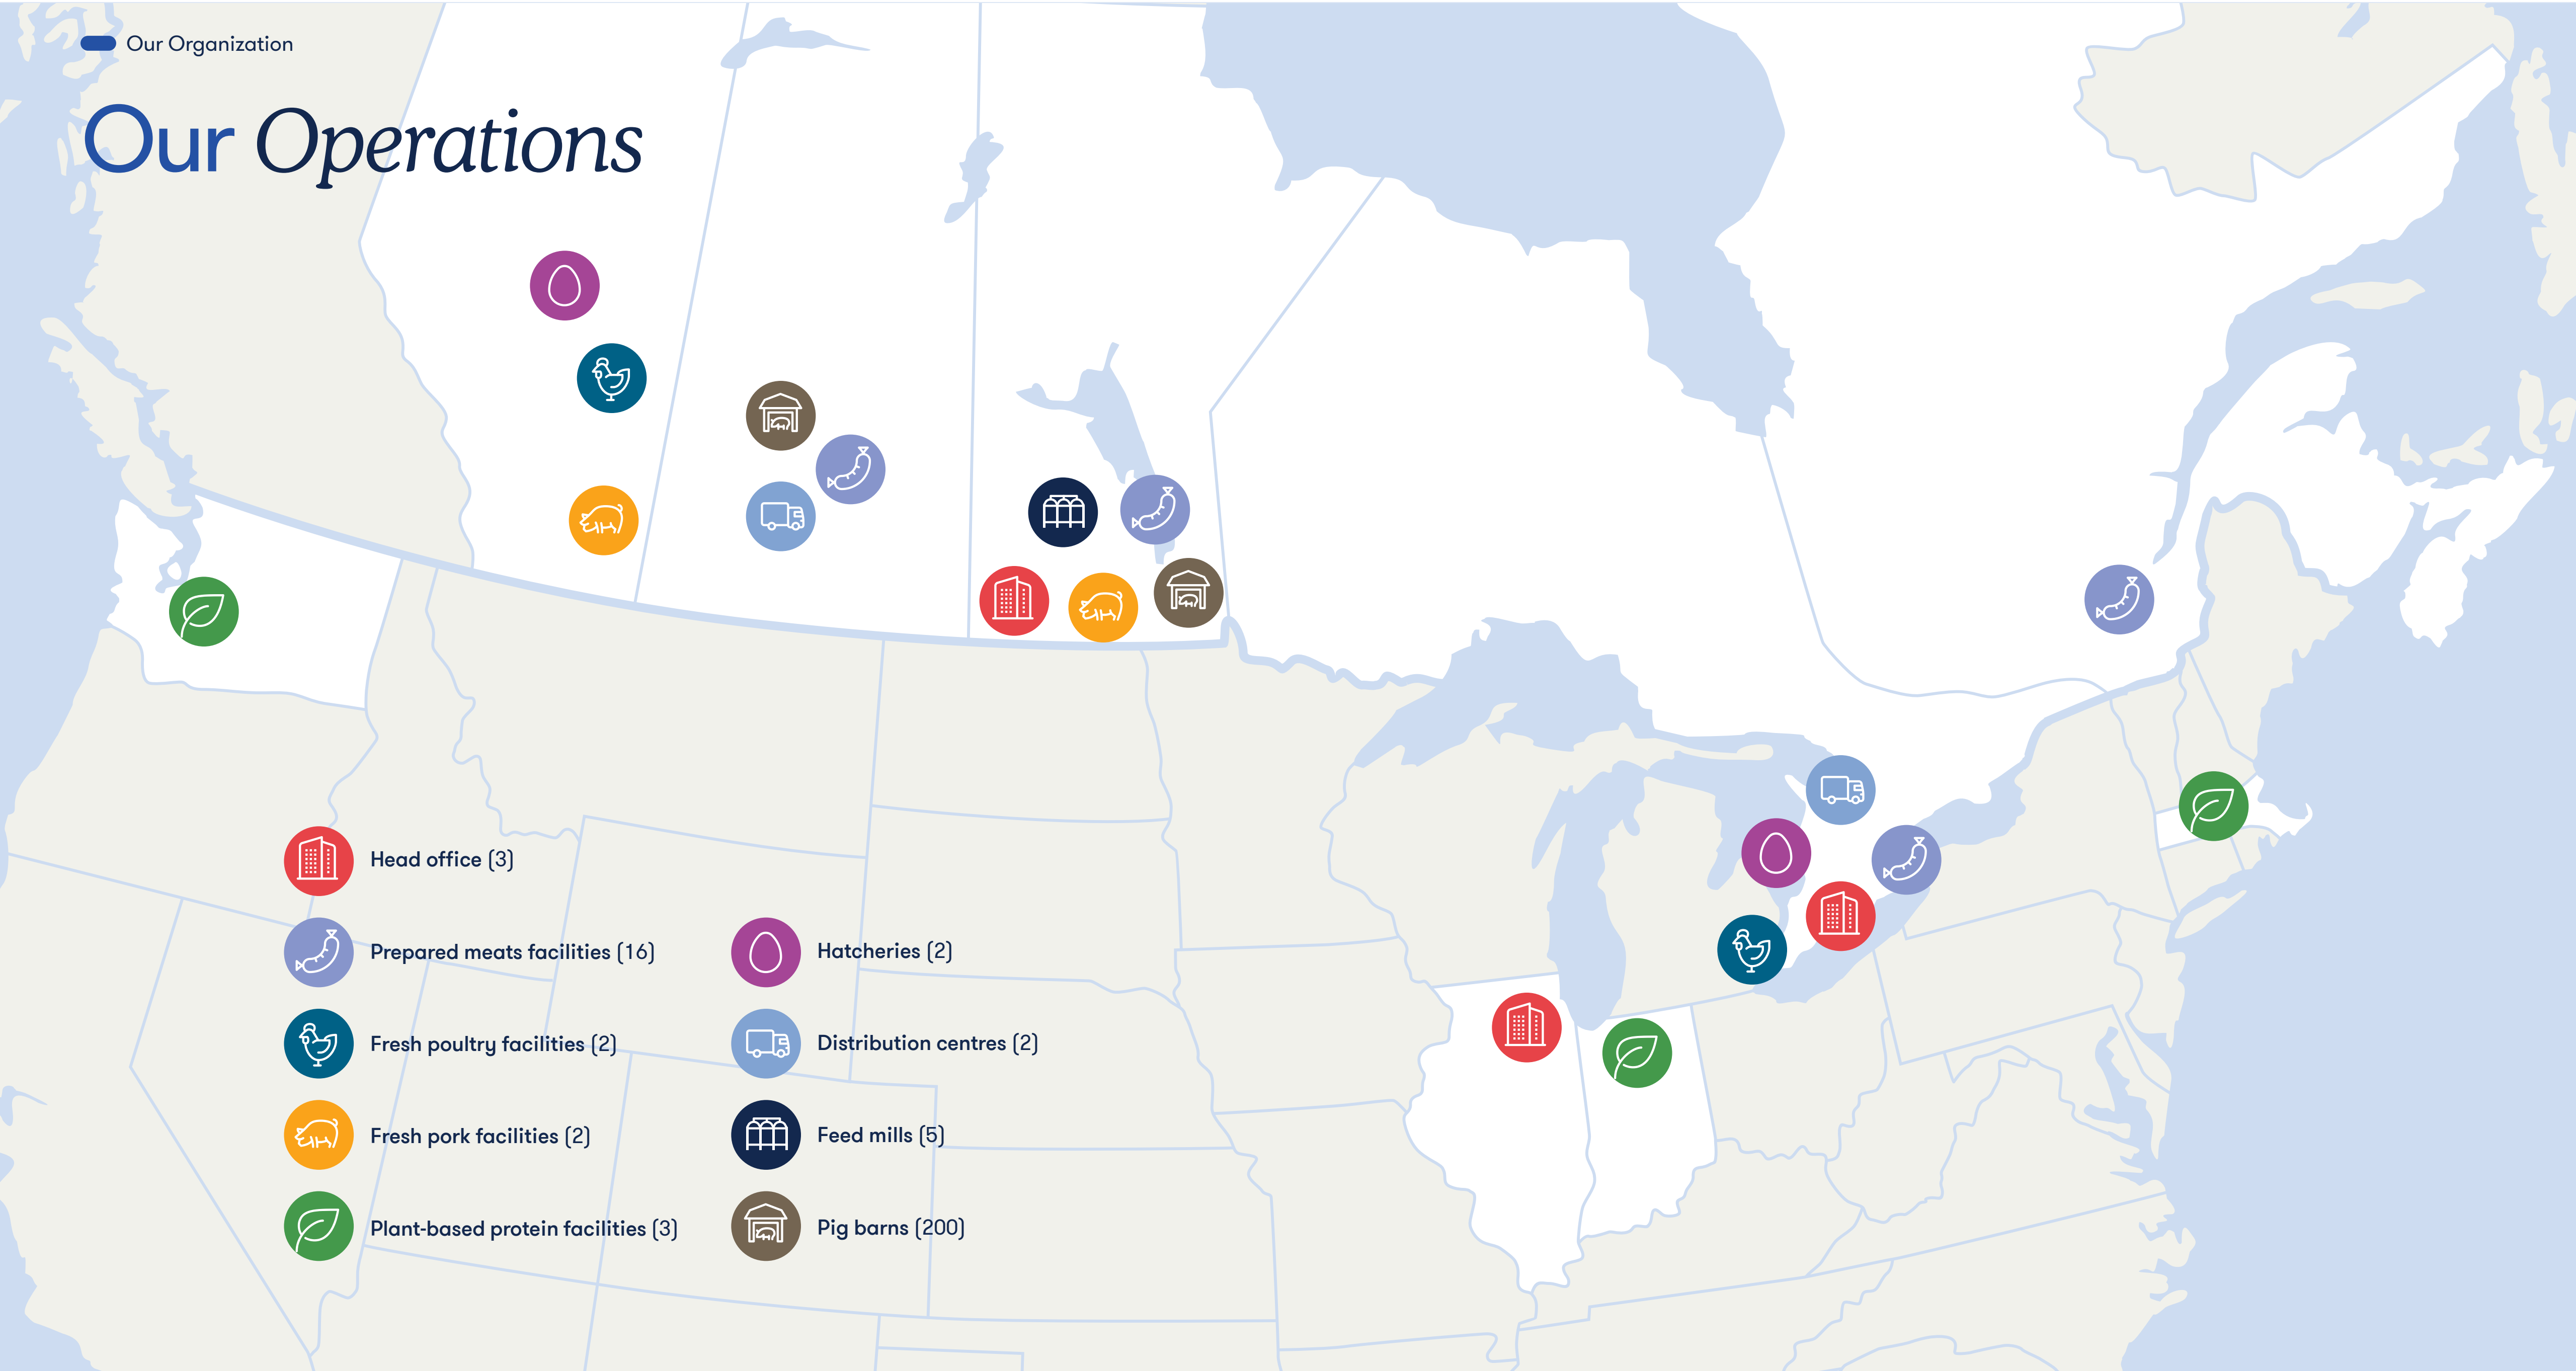 Our Organization
Our Operations
Head office (3)
Prepared meats facilities (16)
Fresh poultry facilities (2)
Fresh pork facilities (2)
Plant-based protein facilities (3)
Hatcheries (2)
Distribution centres (2)
Feed mills (5)
Pig barns (200)